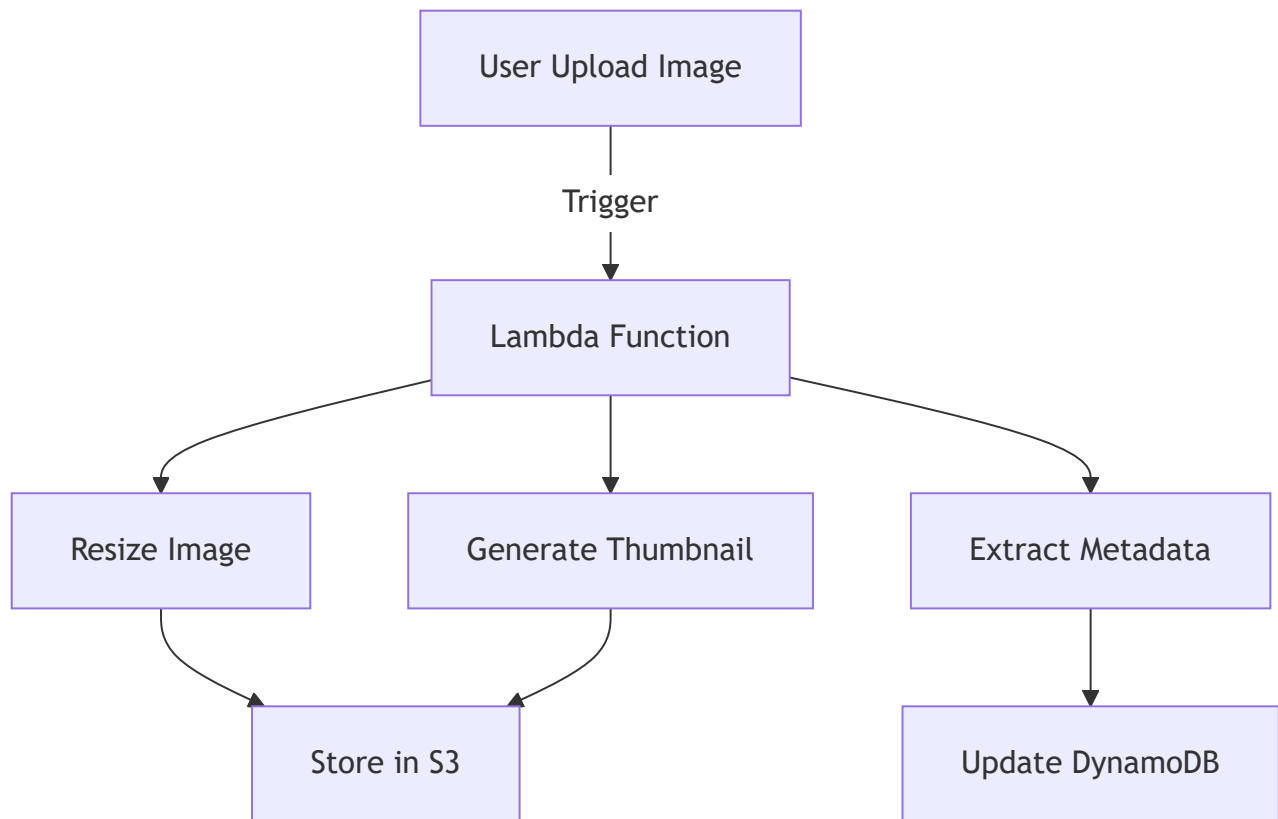 User Upload Image
Trigger
Lambda Function
Resize Image
Generate Thumbnail
Extract Metadata
Store in S3
Update DynamoDB